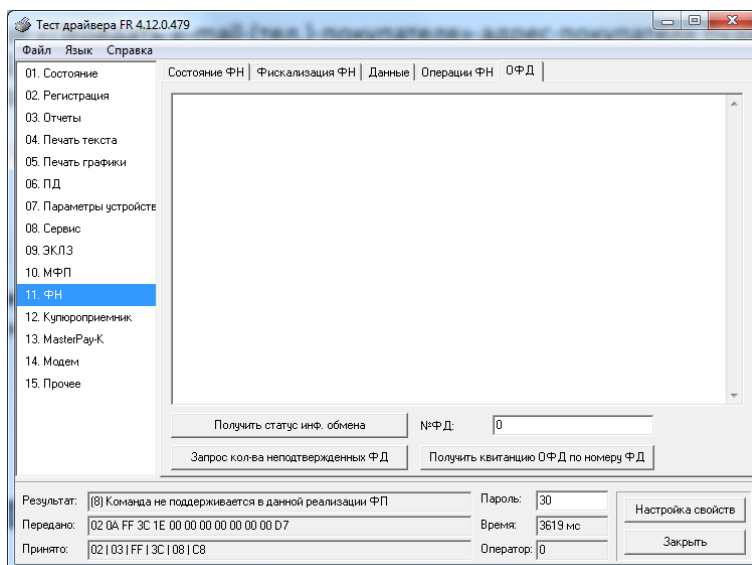 Тест драйвера FR 4.12.0.479
Файл Язык Справка
01. Состояние
02. Регистрация
03. Отчеты
04. Печать текста
05. Печать графики
06. ПД
07. Параметры устройств
08. Сервис
09. ЭКЛЗ
10. МФП
11. ФН
12. Купюроприемник
13. MasterPay-K
14. Модем
15. Прочее
Состояние ФН Фискализация ФН Данные Операции ФН ОФД
Получить статус инф. обмена №ФД: 0
Запрос кол-ва неподтвержденных ФД Получить квитанцию ОФД по номеру ФД
Результат: (8) Команда не поддерживается в данной реализации ФП Пароль: 30 Настройка свойств
Передано: 02 0A FF 3C 1E 00 00 00 00 00 00 00 D7 Время: 3619 мс
Принято: 02 | 03 | FF | 3C | 08 | C8 Оператор: 0 Закрыть